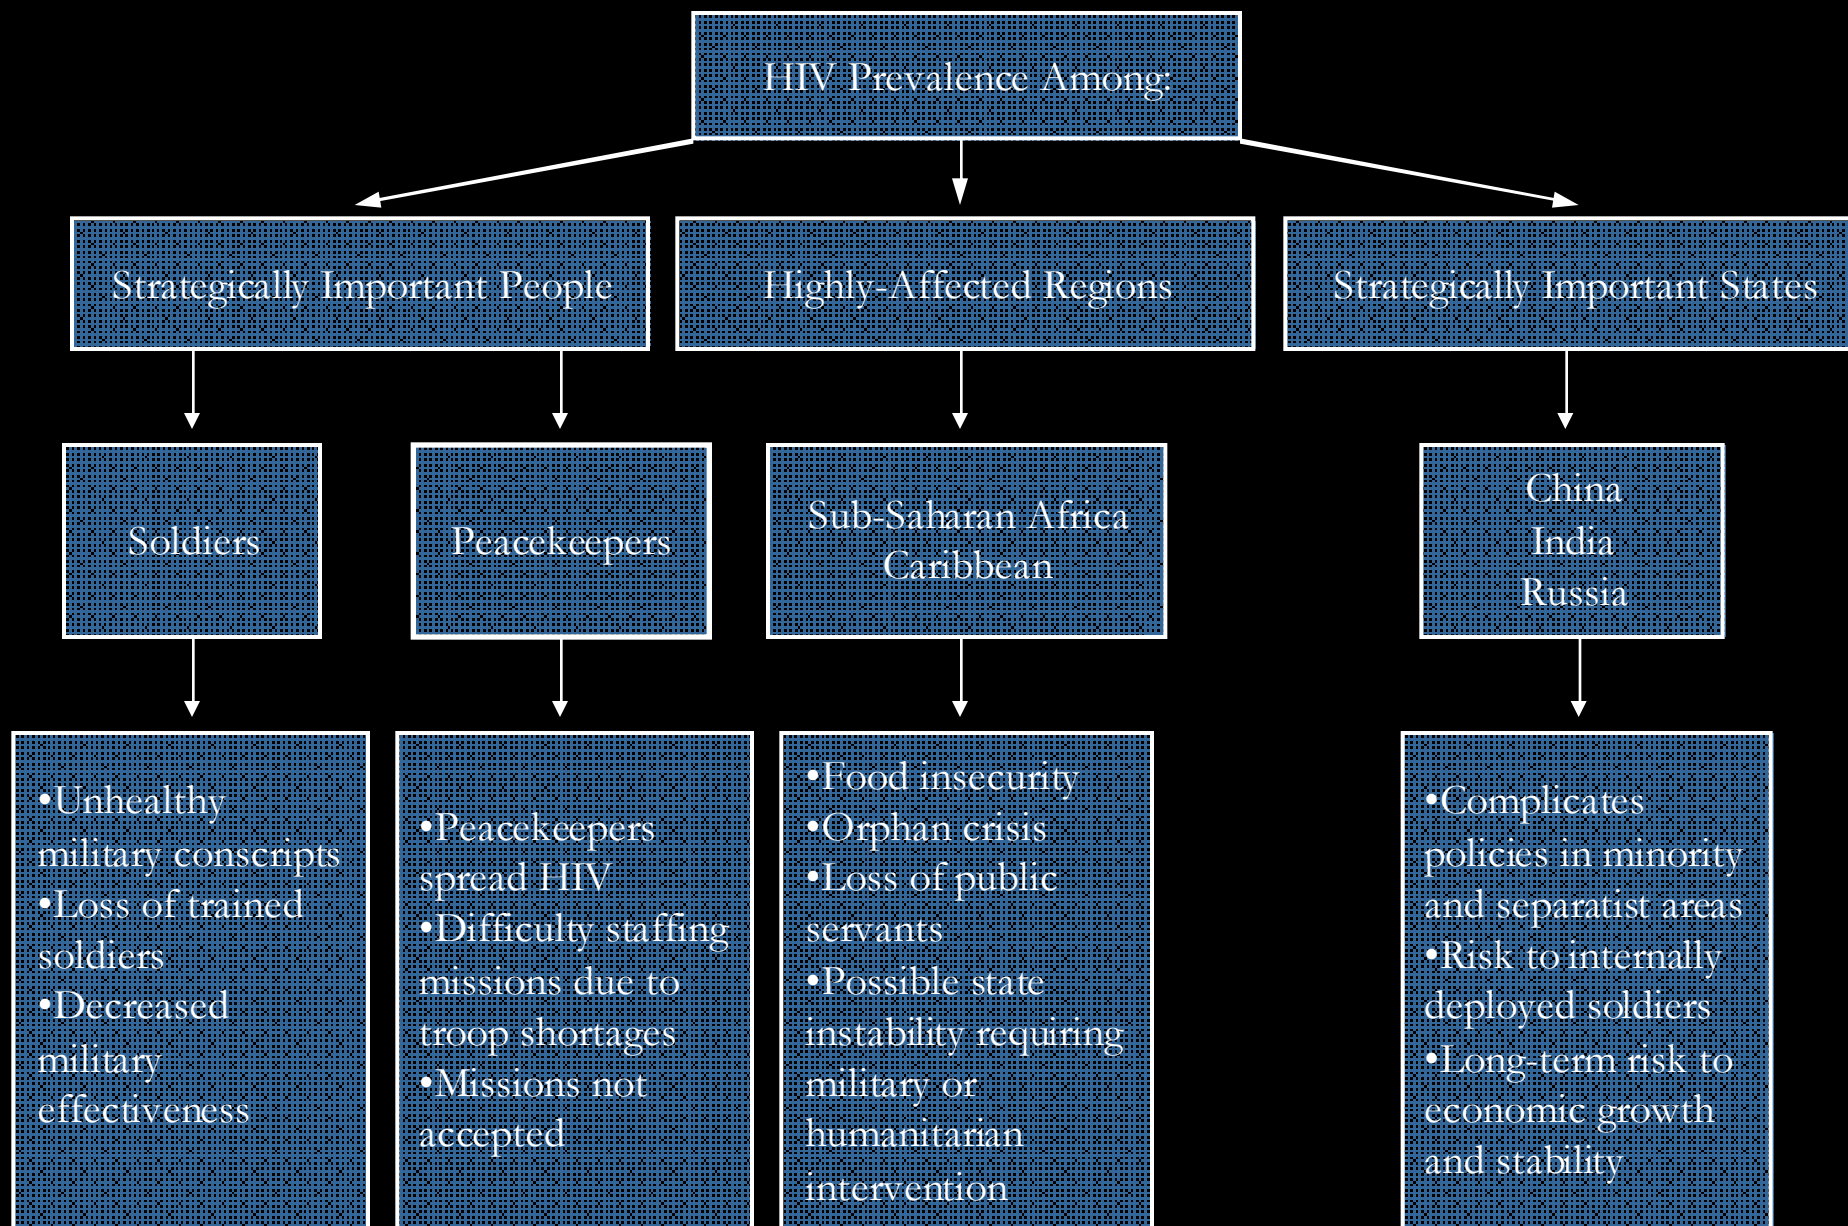 HIV Prevalence Among:
Strategically Important People
Highly-Affected Regions
Strategically Important States
Soldiers
Peacekeepers
Sub-Saharan Africa
Caribbean
China
India
Russia
•Unhealthy
military conscripts
•Loss of trained
soldiers
•Decreased
military
effectiveness
•Peacekeepers
spread HIV
•Difficulty staffing
missions due to
troop shortages
•Missions not
accepted
•Food insecurity
•Orphan crisis
•Loss of public
servants
•Possible state
instability requiring
military or
humanitarian
intervention
•Complicates
policies in minority
and separatist areas
•Risk to internally
deployed soldiers
•Long-term risk to
economic growth
and stability